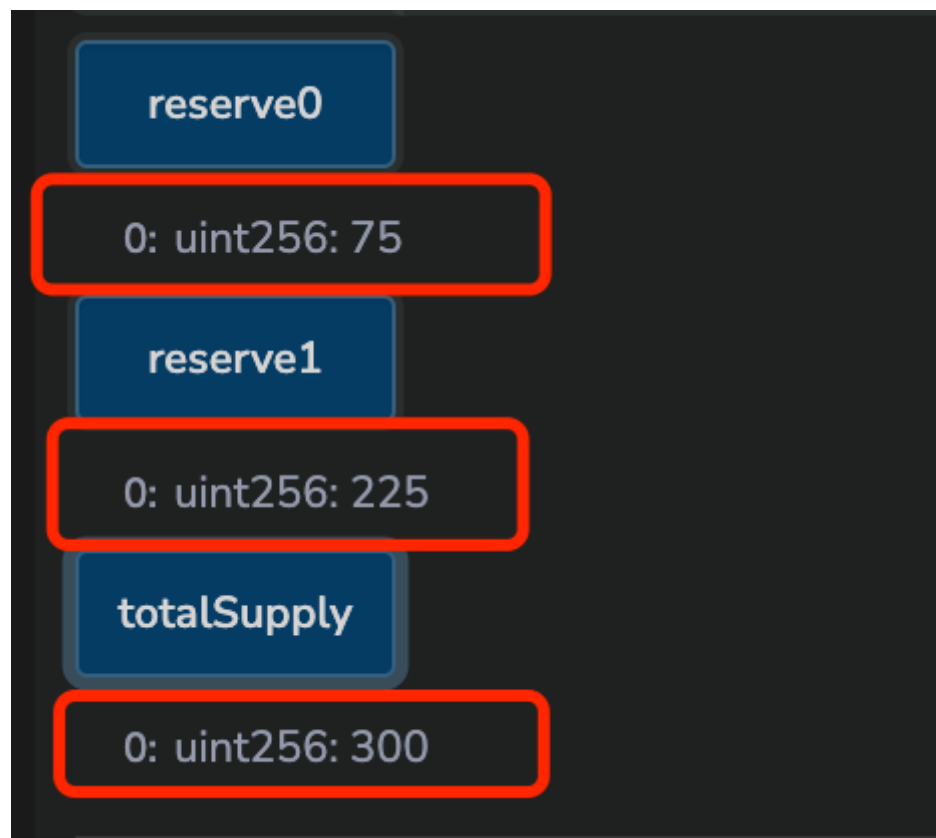 reserve0
0: uint256: 75
reserve1
0: uint256: 225
totalSupply
0: uint256: 300